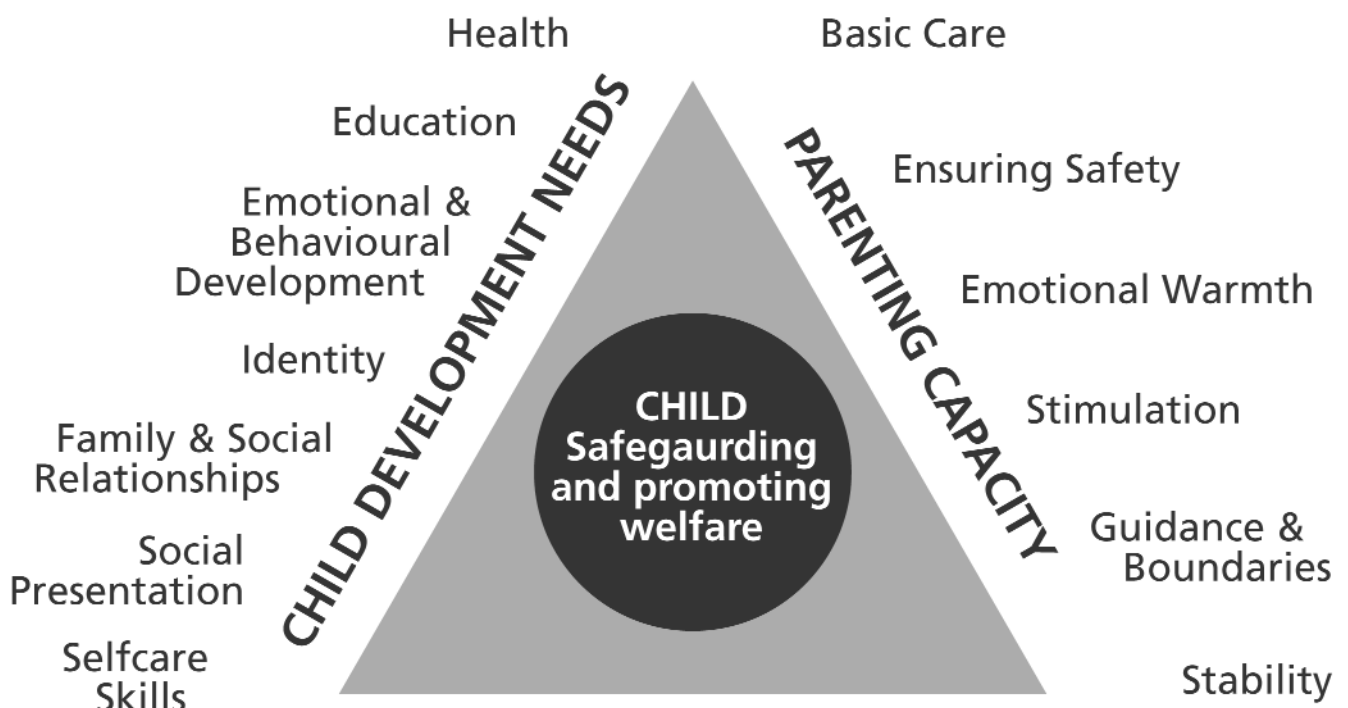 Health
Education
Emotional &
Behavioural
Development
Identity
Family & Social
Relationships
Social
Presentation
Selfcare
Skills
CHILD DEVELOPMENT NEEDS
CHILD
Safegaurding
and promoting
welfare
PARENTING CAPACITY
Basic Care
Ensuring Safety
Emotional Warmth
Stimulation
Guidance &
Boundaries
Stability